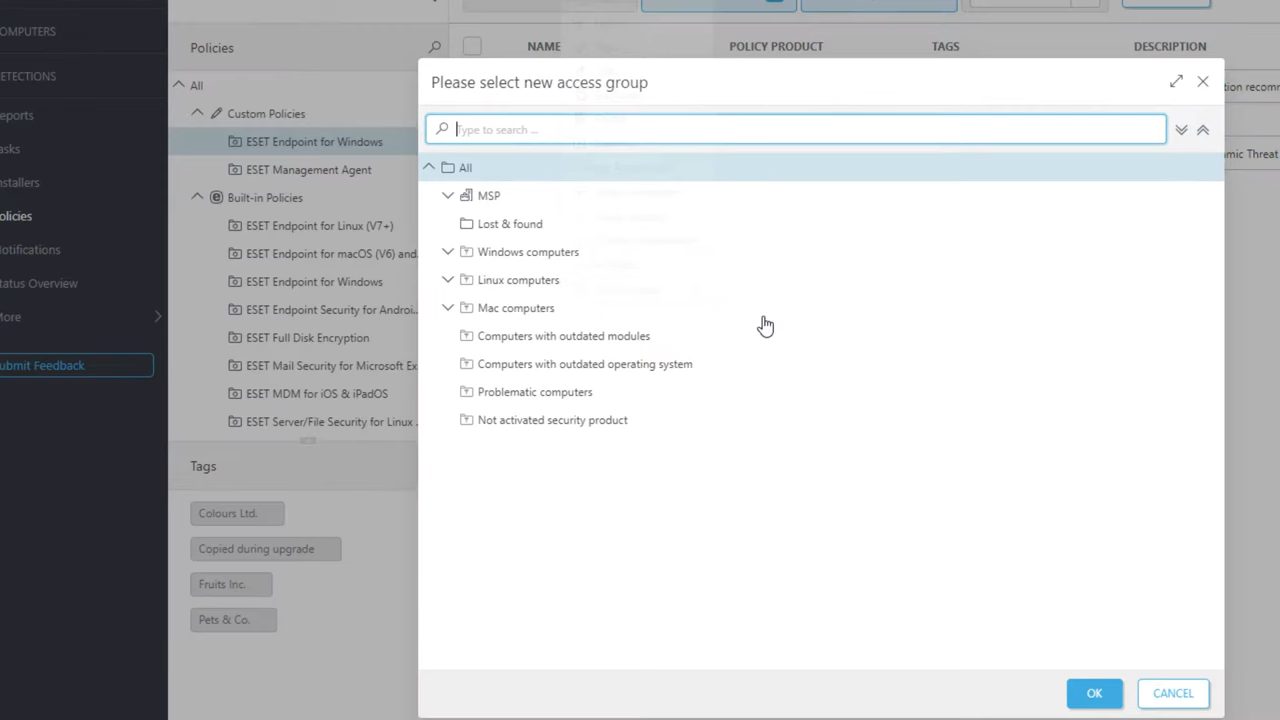 OMPUTERS
ETECTIONS
eports
asks
nstallers
olicies
otifications
tatus Overview
ore
ubmit Feedback
Policies
All
Custom Policies
ESET Endpoint for Windows
ESET Management Agent
Built-in Policies
ESET Endpoint for Linux (V7+)
ESET Endpoint for macOS (V6) and
ESET Endpoint for Windows
ESET Endpoint Security for Androi...
ESET Full Disk Encryption
ESET Mail Security for Microsoft Ex
ESET MDM for iOS & iPadOS
ESET Server/File Security for Linux ..
Tags
Colours Ltd.
Copied during upgrade
Fruits Inc.
Pets & Co.
NAME POLICY PRODUCT TAGS DESCRIPTION
tion recomm
mic Threat
Please select new access group
Type to search ...
All
MSP
Lost & found
Windows computers
Linux computers
Mac computers
Computers with outdated modules
Computers with outdated operating system
Problematic computers
Not activated security product
OK CANCEL